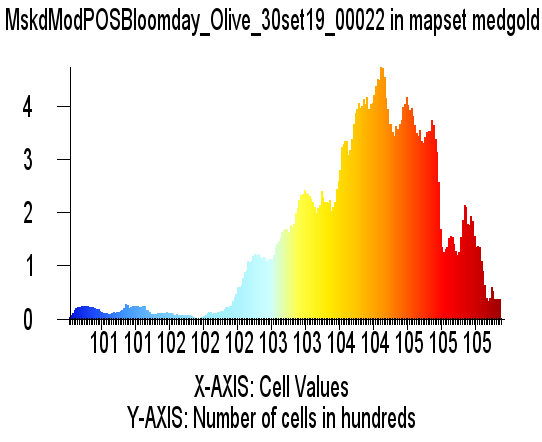 MskdModPOSBloomday_Olive_30set19_00022 in mapset medgold
4
3
2
1
0
101 101 102 102 102 103 103 104 104 105 105 105
X-AXIS: Cell Values
Y-AXIS: Number of cells in hundreds